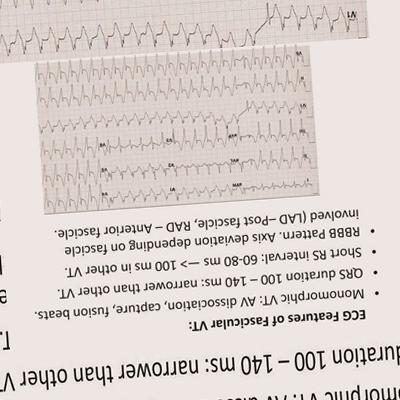 ECG Features of Fascicular VT:
• Monomorphic VT: AV dissociation, capture, fusion beats.
• QRS duration 100 – 140 ms: narrower than other VT.
• Short RS interval: 60-80 ms —> 100 ms in other VT.
• RBBB Pattern. Axis deviation depending on fascicle
involved (LAD –Post fascicle, RAD – Anterior fascicle.
duration 100 – 140 ms: narrower than other V
V1